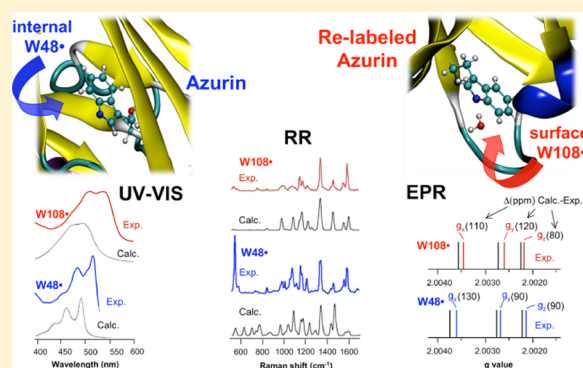 internal
W48•
Azurin
Re-labeled
Azurin
surface
W108•
UV-VIS
W108•
Exp.
Calc.
W48•
Exp.
Calc.
400 450 500 550 600
Wavelength (nm)
RR
W108•
Exp.
Calc.
W48•
Exp.
Calc.
600 800 1000 1200 1400 1600
Raman shift (cm-1)
EPR
Δ(ppm) Calc.-Exp.
gx(110) gy(120) gz(80)
W108•
Exp.
2.0040 2.0030 2.0020
W48•
gx(130) gy(90) gz(90)
Exp.
2.0040 2.0030 2.0020
g value